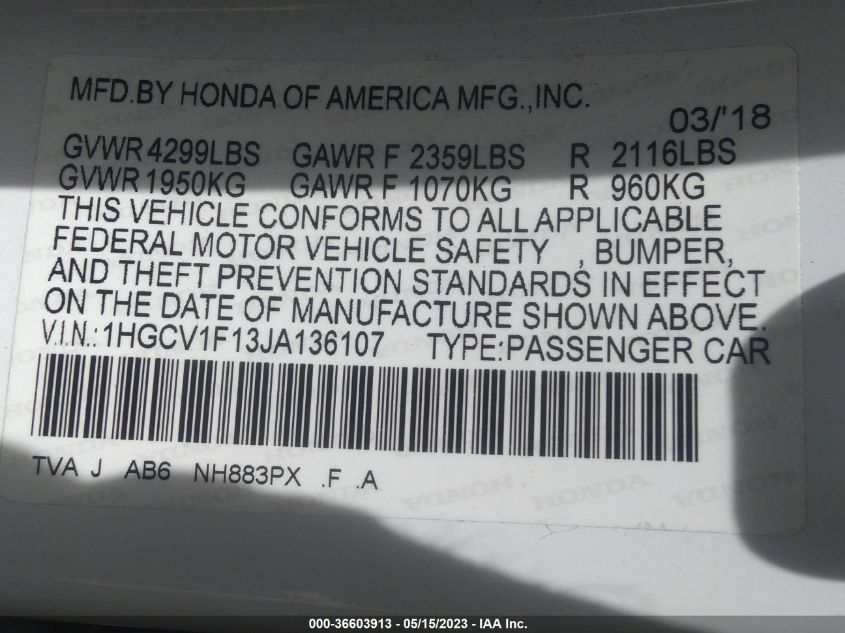 MFD.BY HONDA OF AMERICA MFG.,INC.
03/'18
GVWR 4299LBS GAWR F 2359LBS R 2116LBS
GVWR 1950KG GAWR F 1070KG R 960KG
THIS VEHICLE CONFORMS TO ALL APPLICABLE
FEDERAL MOTOR VEHICLE SAFETY , BUMPER,
AND THEFT PREVENTION STANDARDS IN EFFECT
ON THE DATE OF MANUFACTURE SHOWN ABOVE.
V.I.N.:1HGCV1F13JA136107 TYPE:PASSENGER CAR
TVA J AB6 NH883PX .F .A
HONDA HONDA HONDA
000-36603913 - 05/15/2023 - IAA Inc.